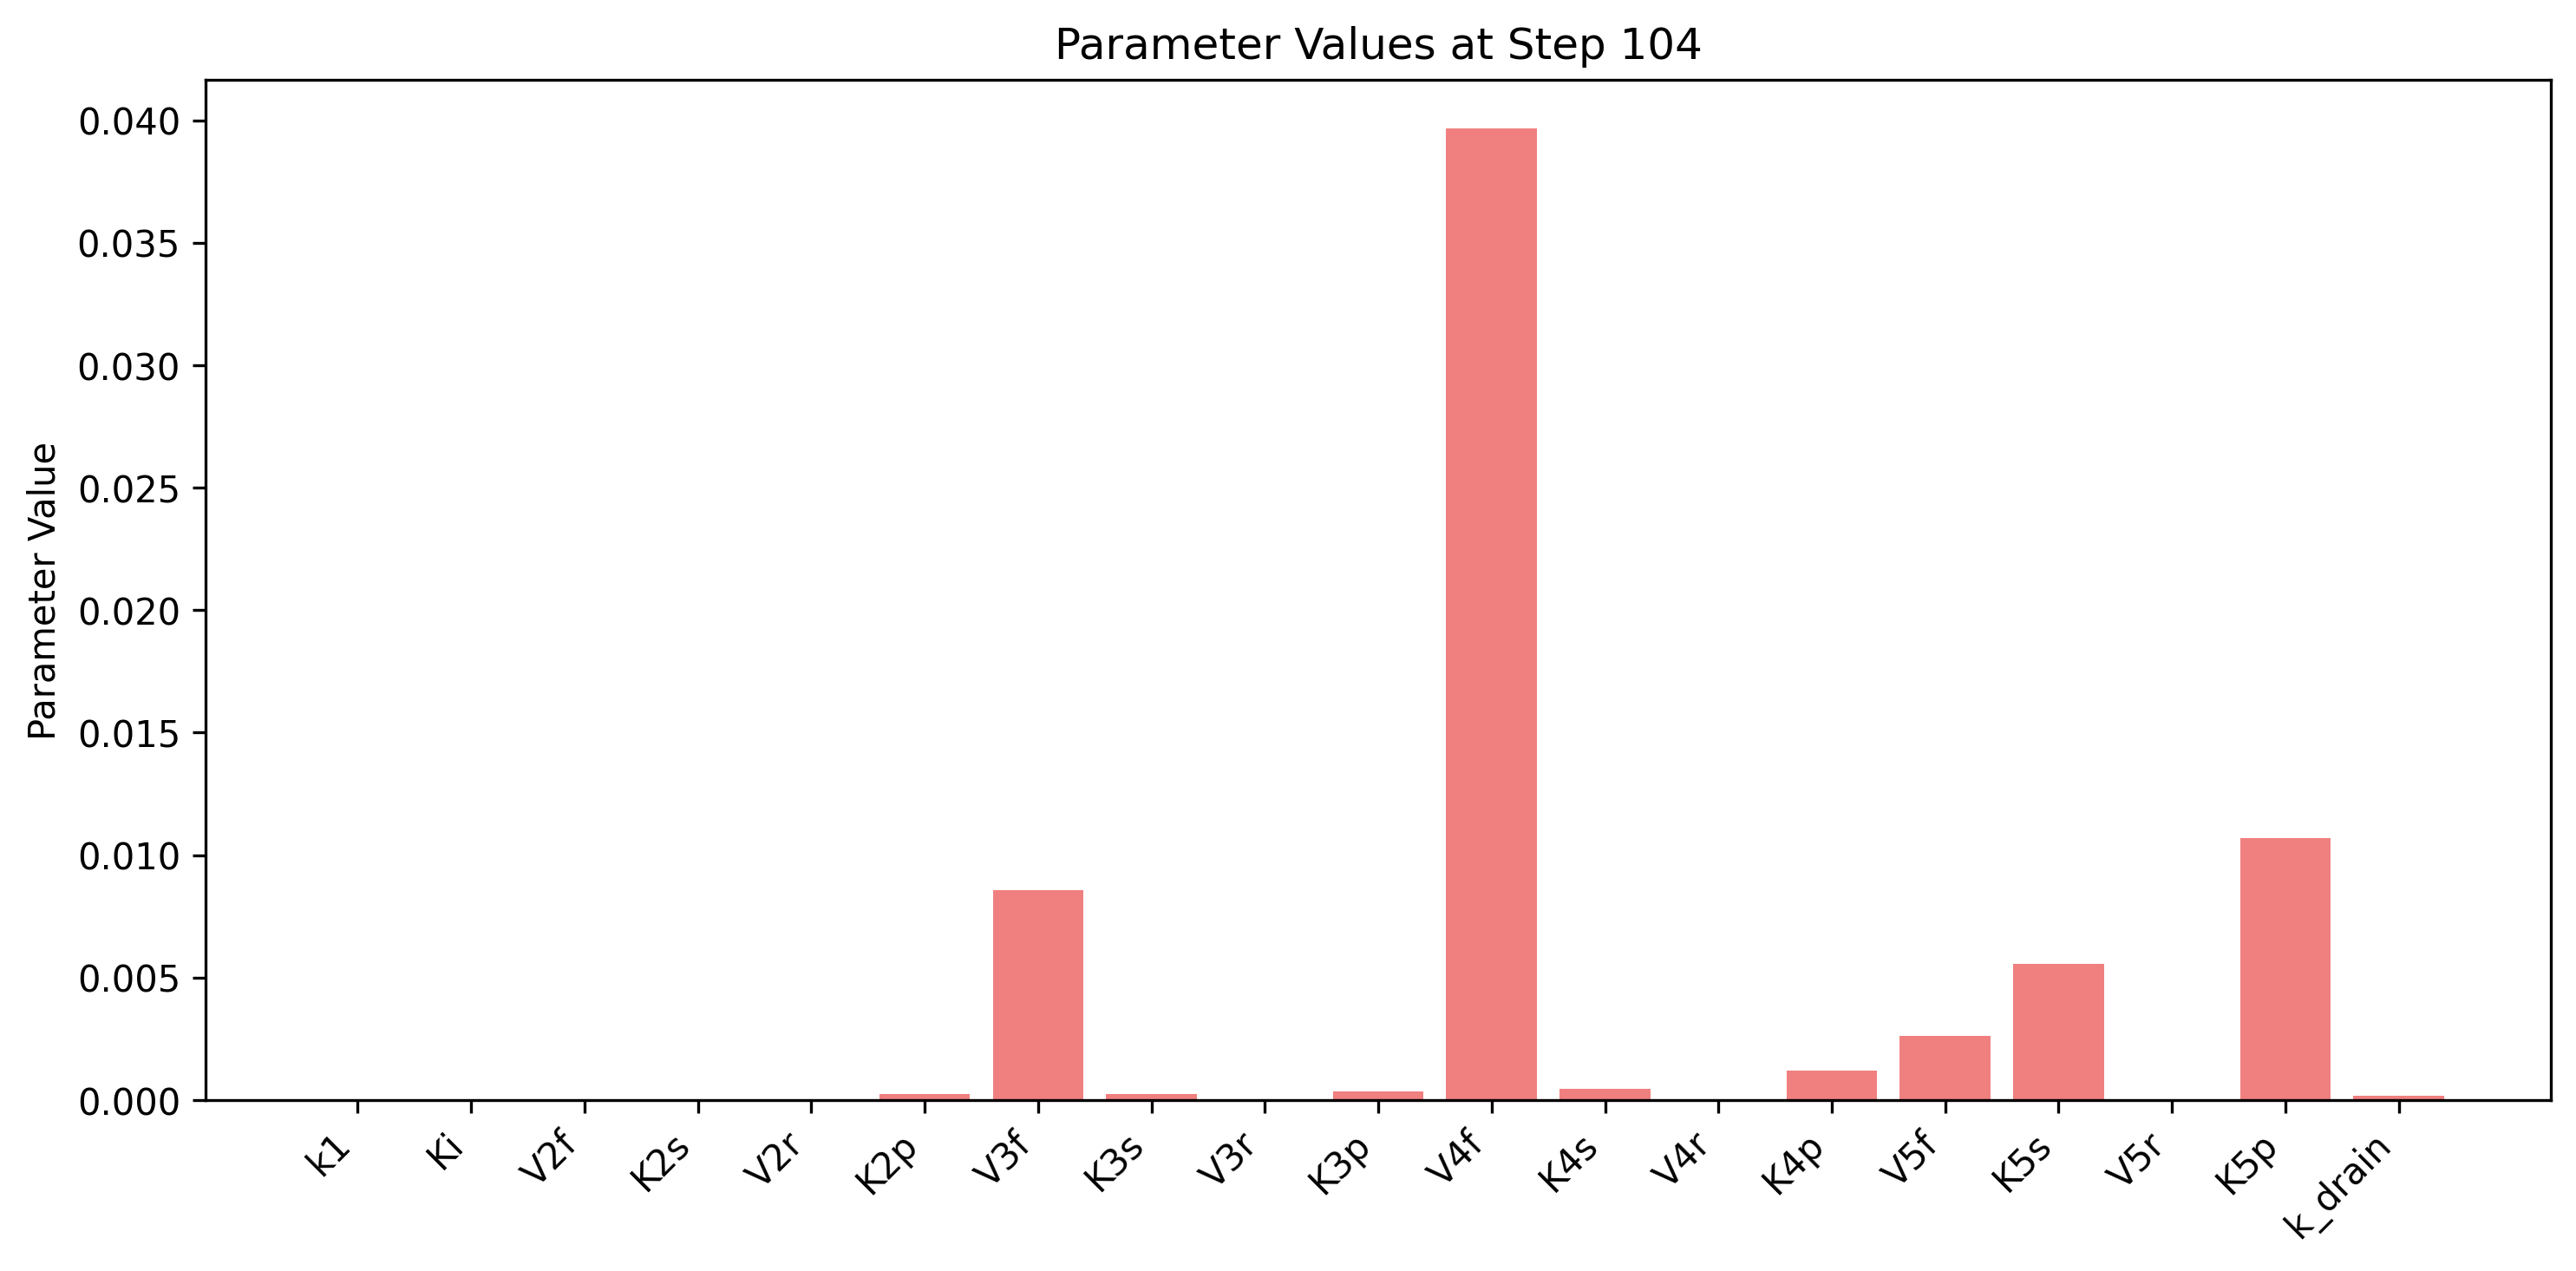 Parameter Values at Step 104
Parameter Value
0.040
0.035
0.030
0.025
0.020
0.015
0.010
0.005
0.000
k1
Ki
V2f
K2s
V2r
K2p
V3f
K3s
V3r
K3p
V4f
K4s
V4r
K4p
V5f
K5s
V5r
K5p
k_drain